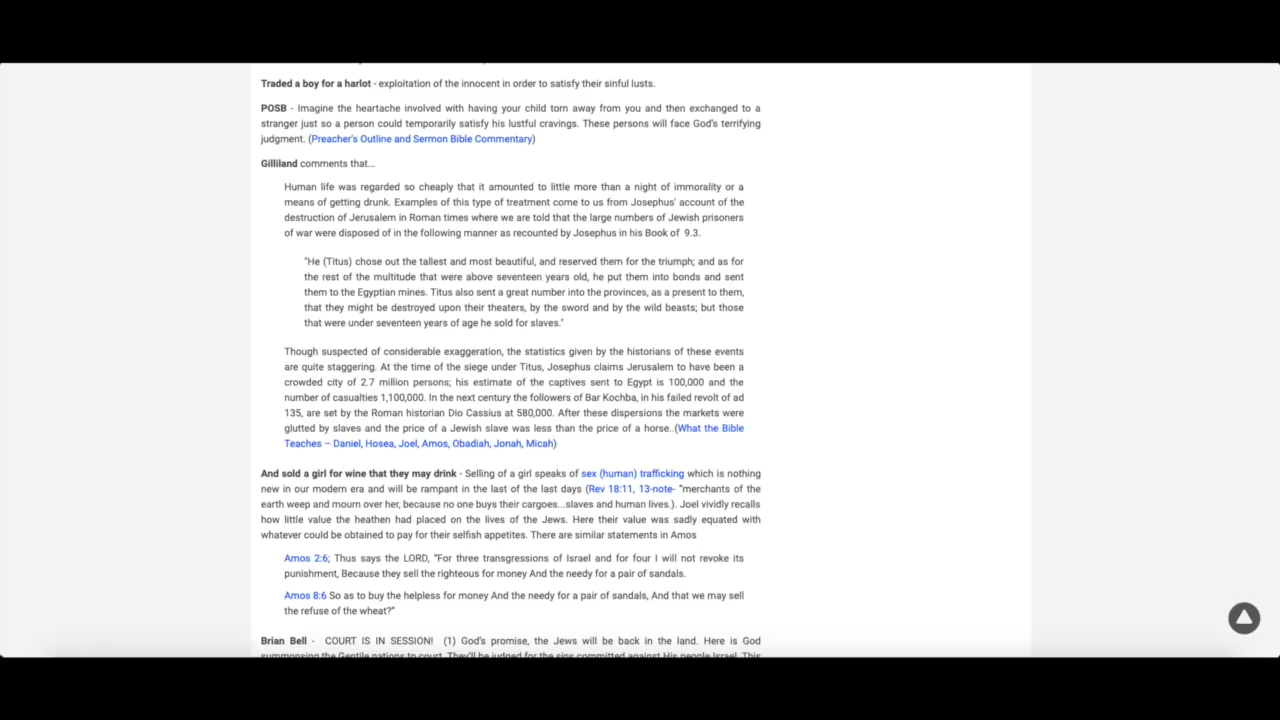 Traded a boy for a harlot - exploitation of the innocent in order to satisfy their sinful lusts.
POSB - Imagine the heartache involved with having your child torn away from you and then exchanged to a
stranger just so a person could temporarily satisfy his lustful cravings. These persons will face God's terrifying
judgment. (Preacher's Outline and Sermon Bible Commentary)
Gilliland comments that...
Human life was regarded so cheaply that it amounted to little more than a night of immorality or a
means of getting drunk. Examples of this type of treatment come to us from Josephus' account of the
destruction of Jerusalem in Roman times where we are told that the large numbers of Jewish prisoners
of war were disposed of in the following manner as recounted by Josephus in his Book of 9.3.
"He (Titus) chose out the tallest and most beautiful, and reserved them for the triumph; and as for
the rest of the multitude that were above seventeen years old, he put them into bonds and sent
them to the Egyptian mines. Titus also sent a great number into the provinces, as a present to them,
that they might be destroyed upon their theaters, by the sword and by the wild beasts; but those
that were under seventeen years of age he sold for slaves."
Though suspected of considerable exaggeration, the statistics given by the historians of these events
are quite staggering. At the time of the siege under Titus, Josephus claims Jerusalem to have been a
crowded city of 2.7 million persons; his estimate of the captives sent to Egypt is 100,000 and the
number of casualties 1,100,000. In the next century the followers of Bar Kochba, in his failed revolt of ad
135, are set by the Roman historian Dio Cassius at 580,000. After these dispersions the markets were
glutted by slaves and the price of a Jewish slave was less than the price of a horse..(What the Bible
Teaches – Daniel, Hosea, Joel, Amos, Obadiah, Jonah, Micah)
And sold a girl for wine that they may drink - Selling of a girl speaks of sex (human) trafficking which is nothing
new in our modern era and will be rampant in the last of the last days (Rev 18:11, 13-note- "merchants of the
earth weep and mourn over her, because no one buys their cargoes...slaves and human lives.). Joel vividly recalls
how little value the heathen had placed on the lives of the Jews. Here their value was sadly equated with
whatever could be obtained to pay for their selfish appetites. There are similar statements in Amos
Amos 2:6; Thus says the LORD, "For three transgressions of Israel and for four I will not revoke its
punishment, Because they sell the righteous for money And the needy for a pair of sandals.
Amos 8:6 So as to buy the helpless for money And the needy for a pair of sandals, And that we may sell
the refuse of the wheat?"
Brian Bell - COURT IS IN SESSION! (1) God's promise, the Jews will be back in the land. Here is God
summonsing the Gentile nations to court. They'll be judged for the sins committed against His people Israel. This